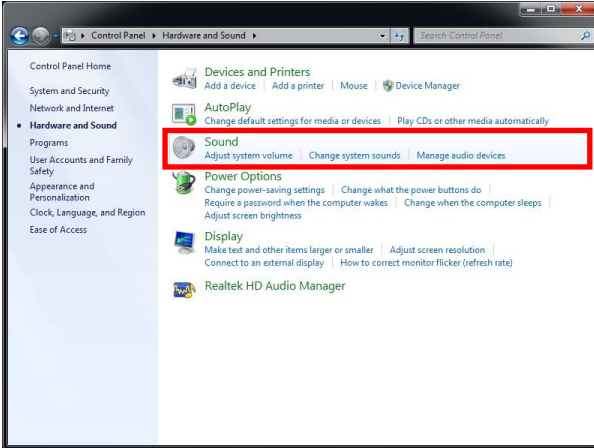 Control Panel Hardware and Sound Search Control Panel
Control Panel Home
System and Security
Network and Internet
Hardware and Sound
Programs
User Accounts and Family
Safety
Appearance and
Personalization
Clock, Language, and Region
Ease of Access
Devices and Printers
Add a device Add a printer Mouse Device Manager
AutoPlay
Change default settings for media or devices Play CDs or other media automatically
Sound
Adjust system volume Change system sounds Manage audio devices
Power Options
Change power-saving settings Change what the power buttons do
Require a password when the computer wakes Change when the computer sleeps
Adjust screen brightness
Display
Make text and other items larger or smaller Adjust screen resolution
Connect to an external display How to correct monitor flicker (refresh rate)
Realtek HD Audio Manager